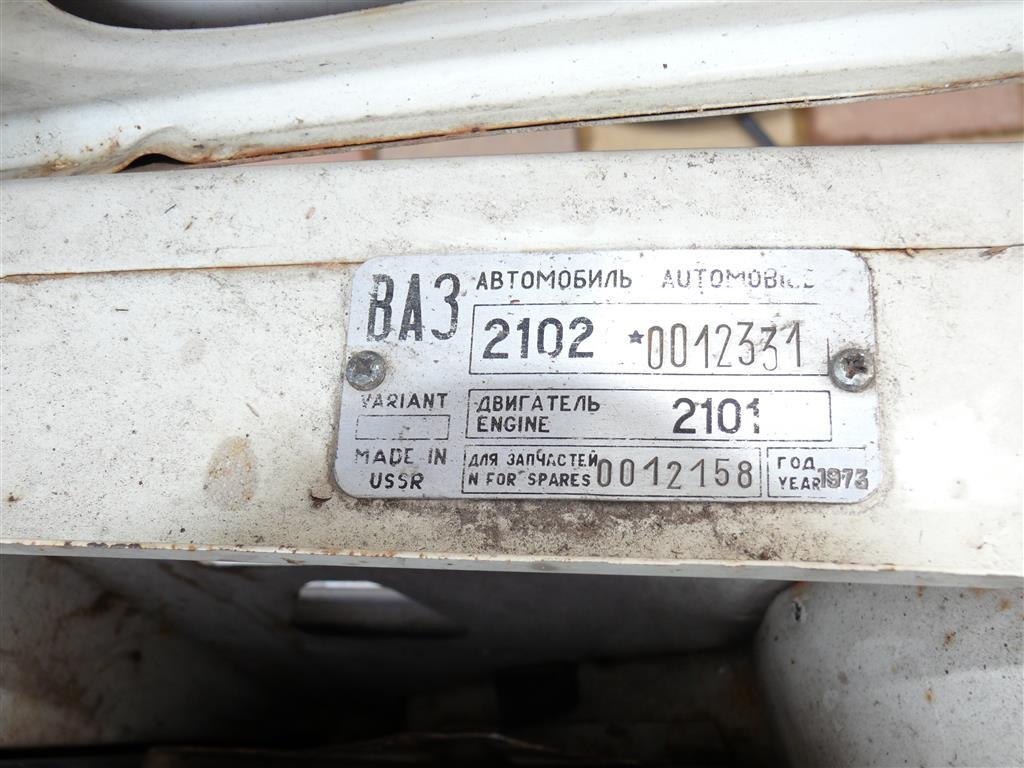 ВАЗ АВТОМОБИЛЬ AUTOMOBILE
2102 *0012331
VARIANT ДВИГАТЕЛЬ 2101
ENGINE
MADE IN USSR
ДЛЯ ЗАПЧАСТЕЙ
N FOR SPARES 0012158
ГОД
YEAR 1973